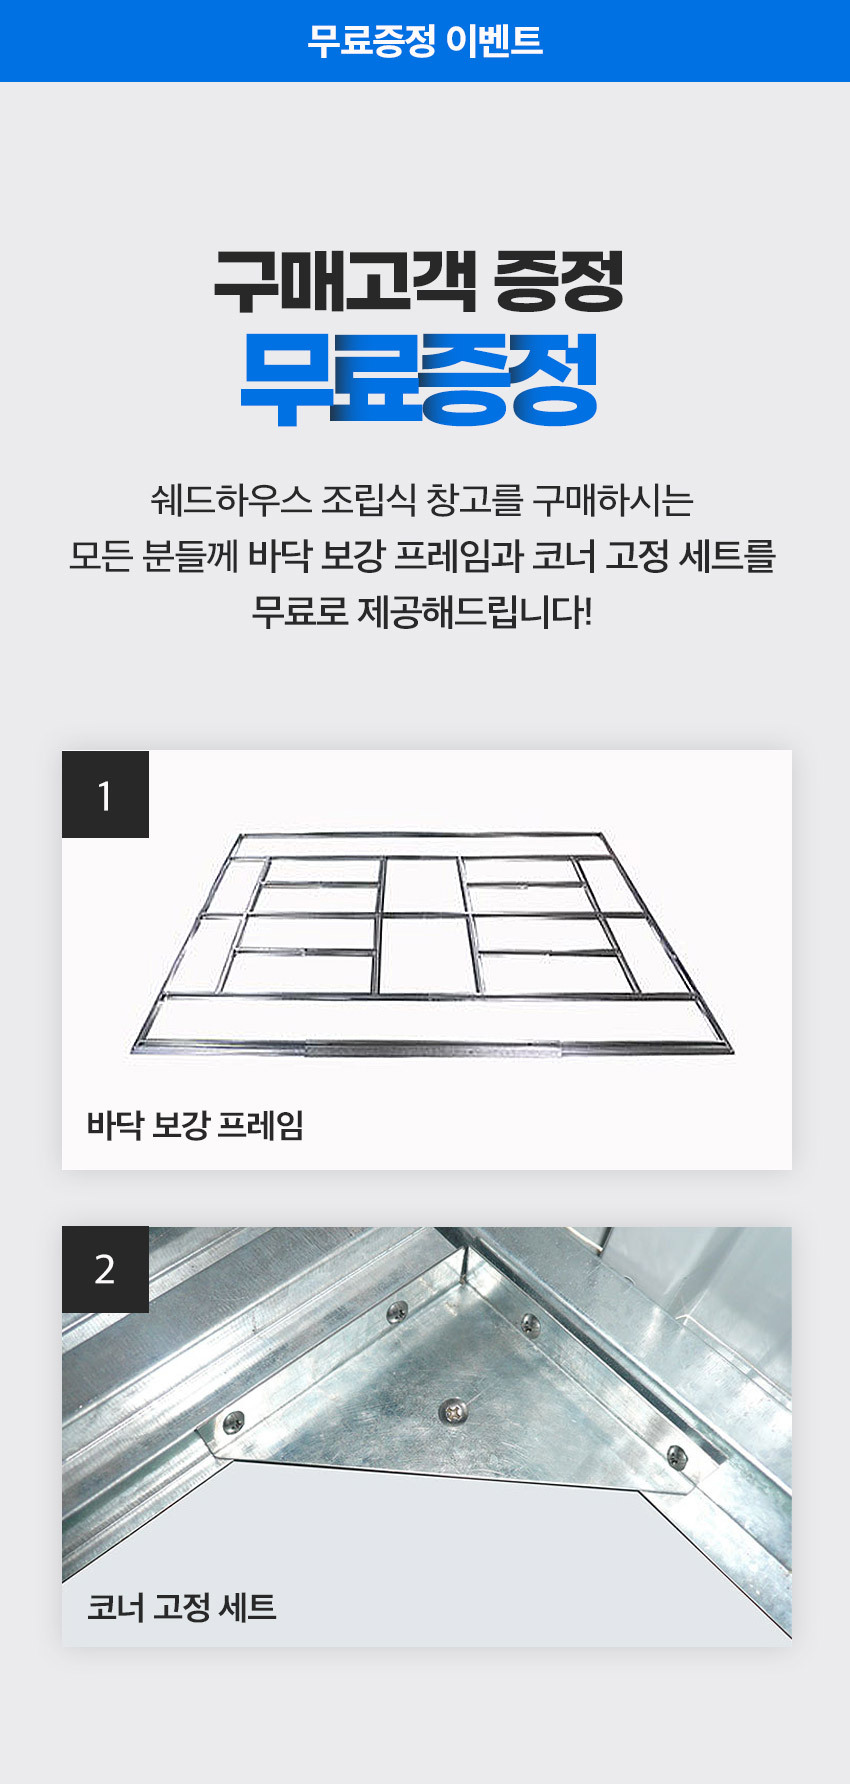 무료증정 이벤트
구매고객 증정
무료증정
쉐드하우스 조립식 창고를 구매하시는
모든 분들께 바닥 보강 프레임과 코너 고정 세트를
무료로 제공해드립니다!
1
바닥 보강 프레임
2
코너 고정 세트